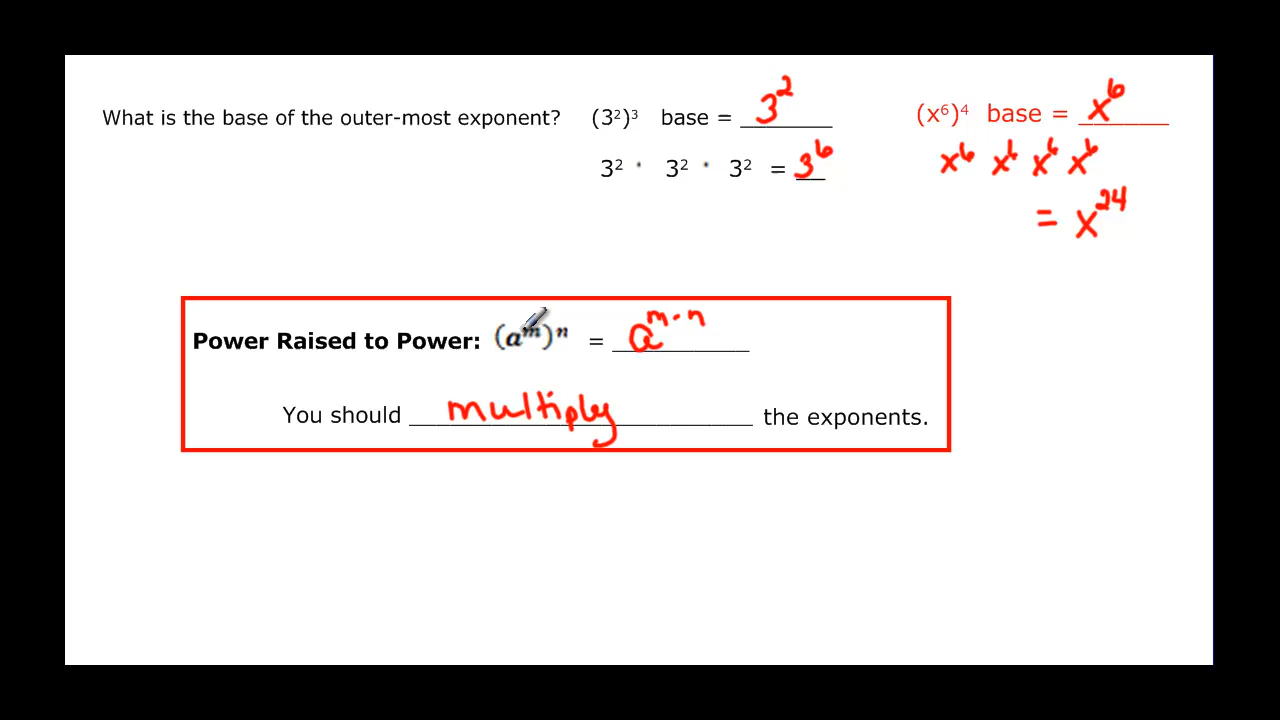 What is the base of the outer-most exponent? (3²)³ base = 3²
3² · 3² · 3² = 3⁶
(x⁶)⁴ base = x⁶
x⁶ x⁶ x⁶ x⁶
= x²⁴
Power Raised to Power: (aᵐ)ⁿ = a^m·n
You should multiply the exponents.